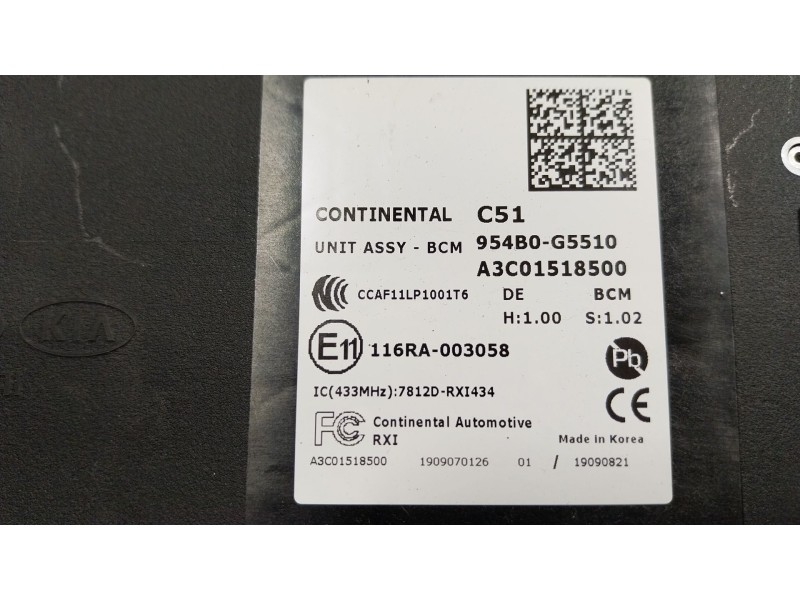 CONTINENTAL C51
UNIT ASSY - BCM 954B0-G5510
A3C01518500
CCAF11LP1001T6 DE BCM
H:1.00 S:1.02
E11 116RA-003058
Pb
IC(433MHz):7812D-RXI434
CE
FC Continental Automotive
RXI
Made in Korea
A3C01518500 1909070126 01 / 19090821
KIA